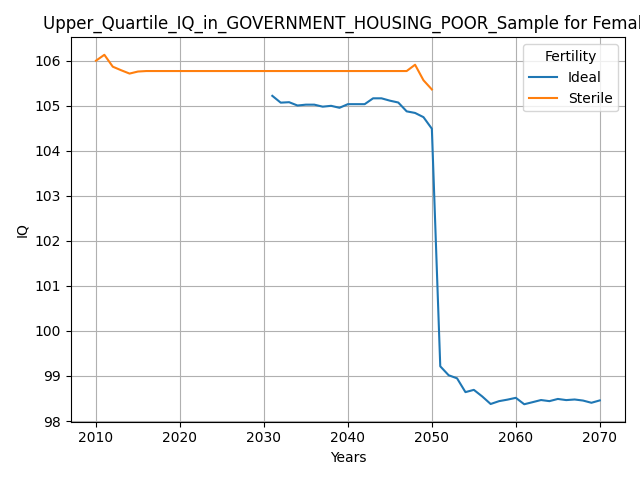 Upper_Quartile_IQ_in_GOVERNMENT_HOUSING_POOR_Sample for Femal
Fertility
Ideal
Sterile
106
105
104
103
102
101
100
99
98
IQ
2010 2020 2030 2040 2050 2060 2070
Years